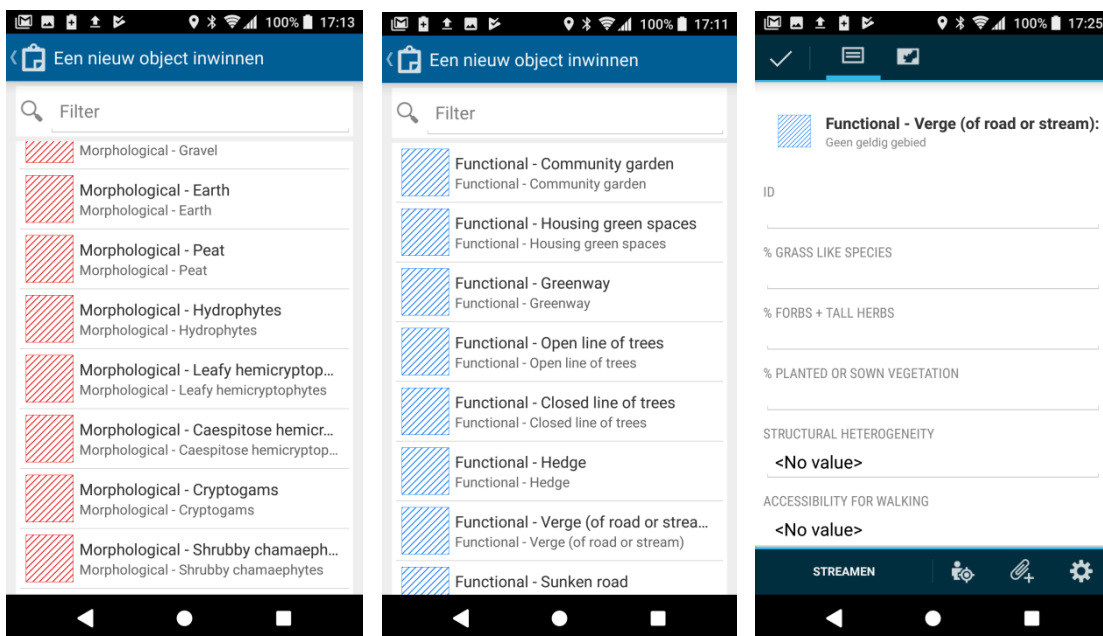 100% 17:13
Een nieuw object inwinnen
Filter
Morphological - Gravel
Morphological - Earth
Morphological - Earth
Morphological - Peat
Morphological - Peat
Morphological - Hydrophytes
Morphological - Hydrophytes
Morphological - Leafy hemicryptop...
Morphological - Leafy hemicryptophytes
Morphological - Caespitose hemicr...
Morphological - Caespitose hemicryptop...
Morphological - Cryptogams
Morphological - Cryptogams
Morphological - Shrubby chamaeph...
Morphological - Shrubby chamaephytes
100% 17:11
Een nieuw object inwinnen
Filter
Functional - Community garden
Functional - Community garden
Functional - Housing green spaces
Functional - Housing green spaces
Functional - Greenway
Functional - Greenway
Functional - Open line of trees
Functional - Open line of trees
Functional - Closed line of trees
Functional - Closed line of trees
Functional - Hedge
Functional - Hedge
Functional - Verge (of road or strea...
Functional - Verge (of road or stream)
Functional - Sunken road
100% 17:25
Functional - Verge (of road or stream):
Geen geldig gebied
ID
% GRASS LIKE SPECIES
% FORBS + TALL HERBS
% PLANTED OR SOWN VEGETATION
STRUCTURAL HETEROGENEITY
<No value>
ACCESSIBILITY FOR WALKING
<No value>
STREAMEN